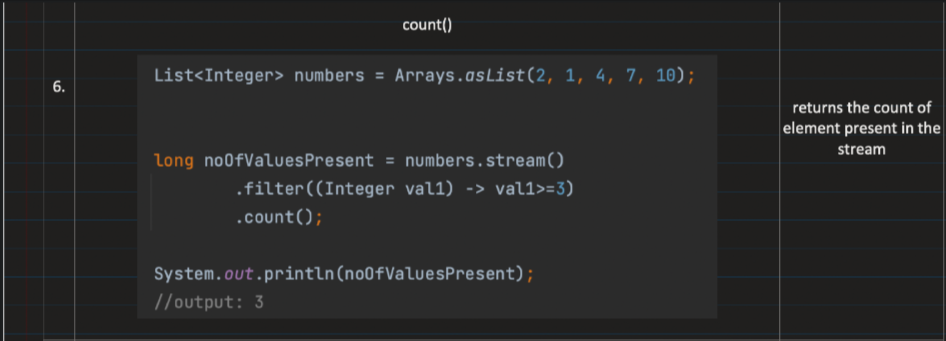 count()
6.
List<Integer> numbers = Arrays.asList(2, 1, 4, 7, 10);
long noOfValuesPresent = numbers.stream()
.filter((Integer val1) -> val1>=3)
.count();
System.out.println(noOfValuesPresent);
//output: 3
returns the count of
element present in the
stream